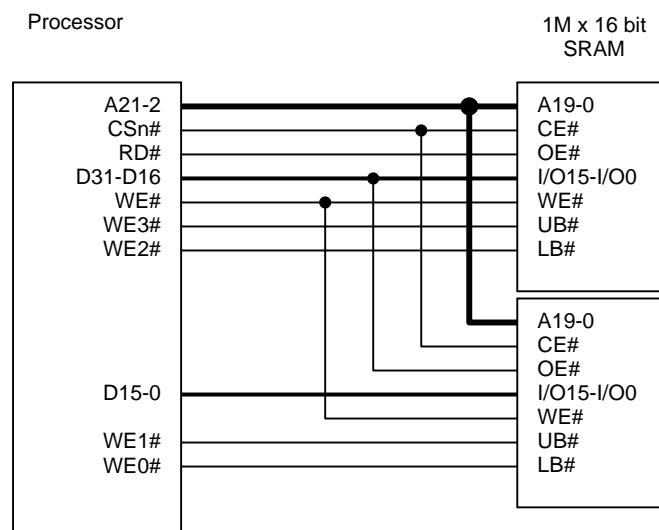 Processor
1M x 16 bit
SRAM
A21-2
CSn#
RD#
D31-D16
WE#
WE3#
WE2#
D15-0
WE1#
WE0#
A19-0
CE#
OE#
I/O15-I/O0
WE#
UB#
LB#
A19-0
CE#
OE#
I/O15-I/O0
WE#
UB#
LB#